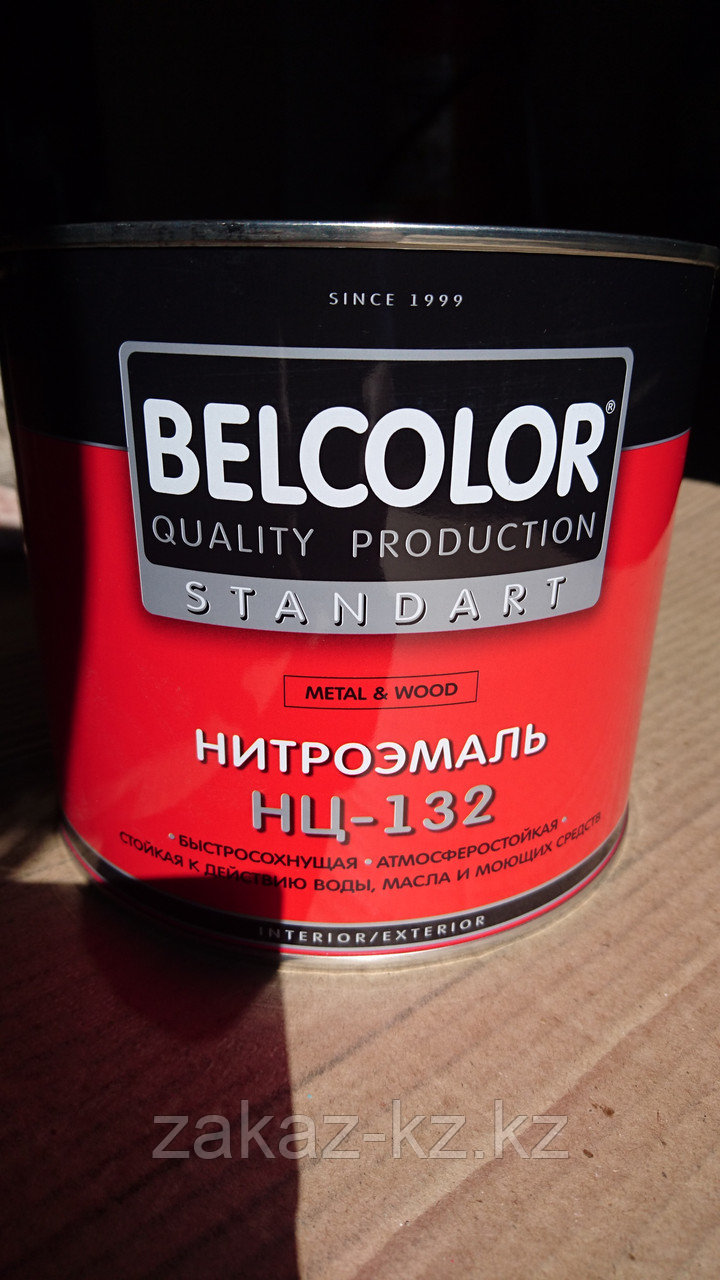 SINCE 1999
BELCOLOR®
QUALITY PRODUCTION
STANDART
METAL & WOOD
НИТРОЭМАЛЬ
НЦ-132
• БЫСТРОСОХНУЩАЯ • АТМОСФЕРОСТОЙКАЯ •
СТОЙКАЯ К ДЕЙСТВИЮ ВОДЫ, МАСЛА И МОЮЩИХ СРЕДСТВ
INTERIOR/EXTERIOR
zakaz-kz.kz